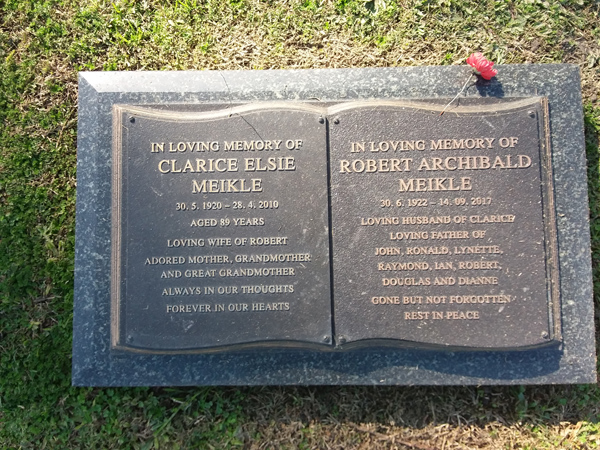 IN LOVING MEMORY OF
CLARICE ELSIE
MEIKLE
30. 5. 1920 – 28. 4. 2010
AGED 89 YEARS
LOVING WIFE OF ROBERT
ADORED MOTHER, GRANDMOTHER
AND GREAT GRANDMOTHER
ALWAYS IN OUR THOUGHTS
FOREVER IN OUR HEARTS
IN LOVING MEMORY OF
ROBERT ARCHIBALD
MEIKLE
30. 6. 1922 – 14. 09. 2017
LOVING HUSBAND OF CLARICE
LOVING FATHER OF
JOHN, RONALD, LYNETTE,
RAYMOND, IAN, ROBERT,
DOUGLAS AND DIANNE
GONE BUT NOT FORGOTTEN
REST IN PEACE